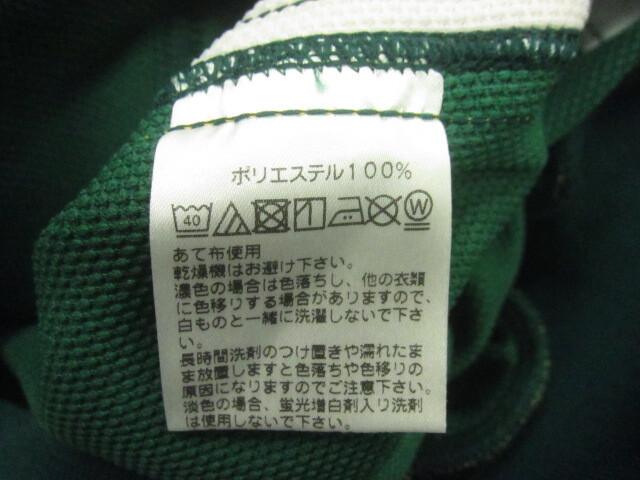 ポリエステル100%
40 W
あて布使用
乾燥機はお避け下さい。
濃色の場合は色落ちし、他の衣類
に色移りする場合がありますので、
白ものと一緒に洗濯しないで下さ
い。
長時間洗剤のつけ置きや濡れたま
まま放置しますと色落ちや色移りの
原因になりますのでご注意下さい。
淡色の場合、蛍光増白剤入り洗剤
は使用しないで下さい。